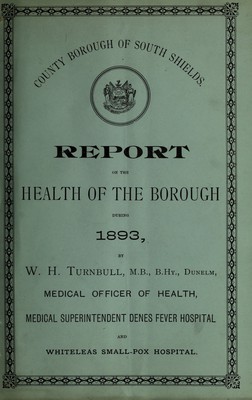 COUNTY BOROUGH OF SOUTH SHIELDS.
REPORT
ON THE
HEALTH OF THE BOROUGH
DURING
1893,
BY
W. H. TURNBULL, M.B., B.HY., DUNELM,
MEDICAL OFFICER OF HEALTH,
MEDICAL SUPERINTENDENT DENES FEVER HOSPITAL
AND
WHITELEAS SMALL-POX HOSPITAL.